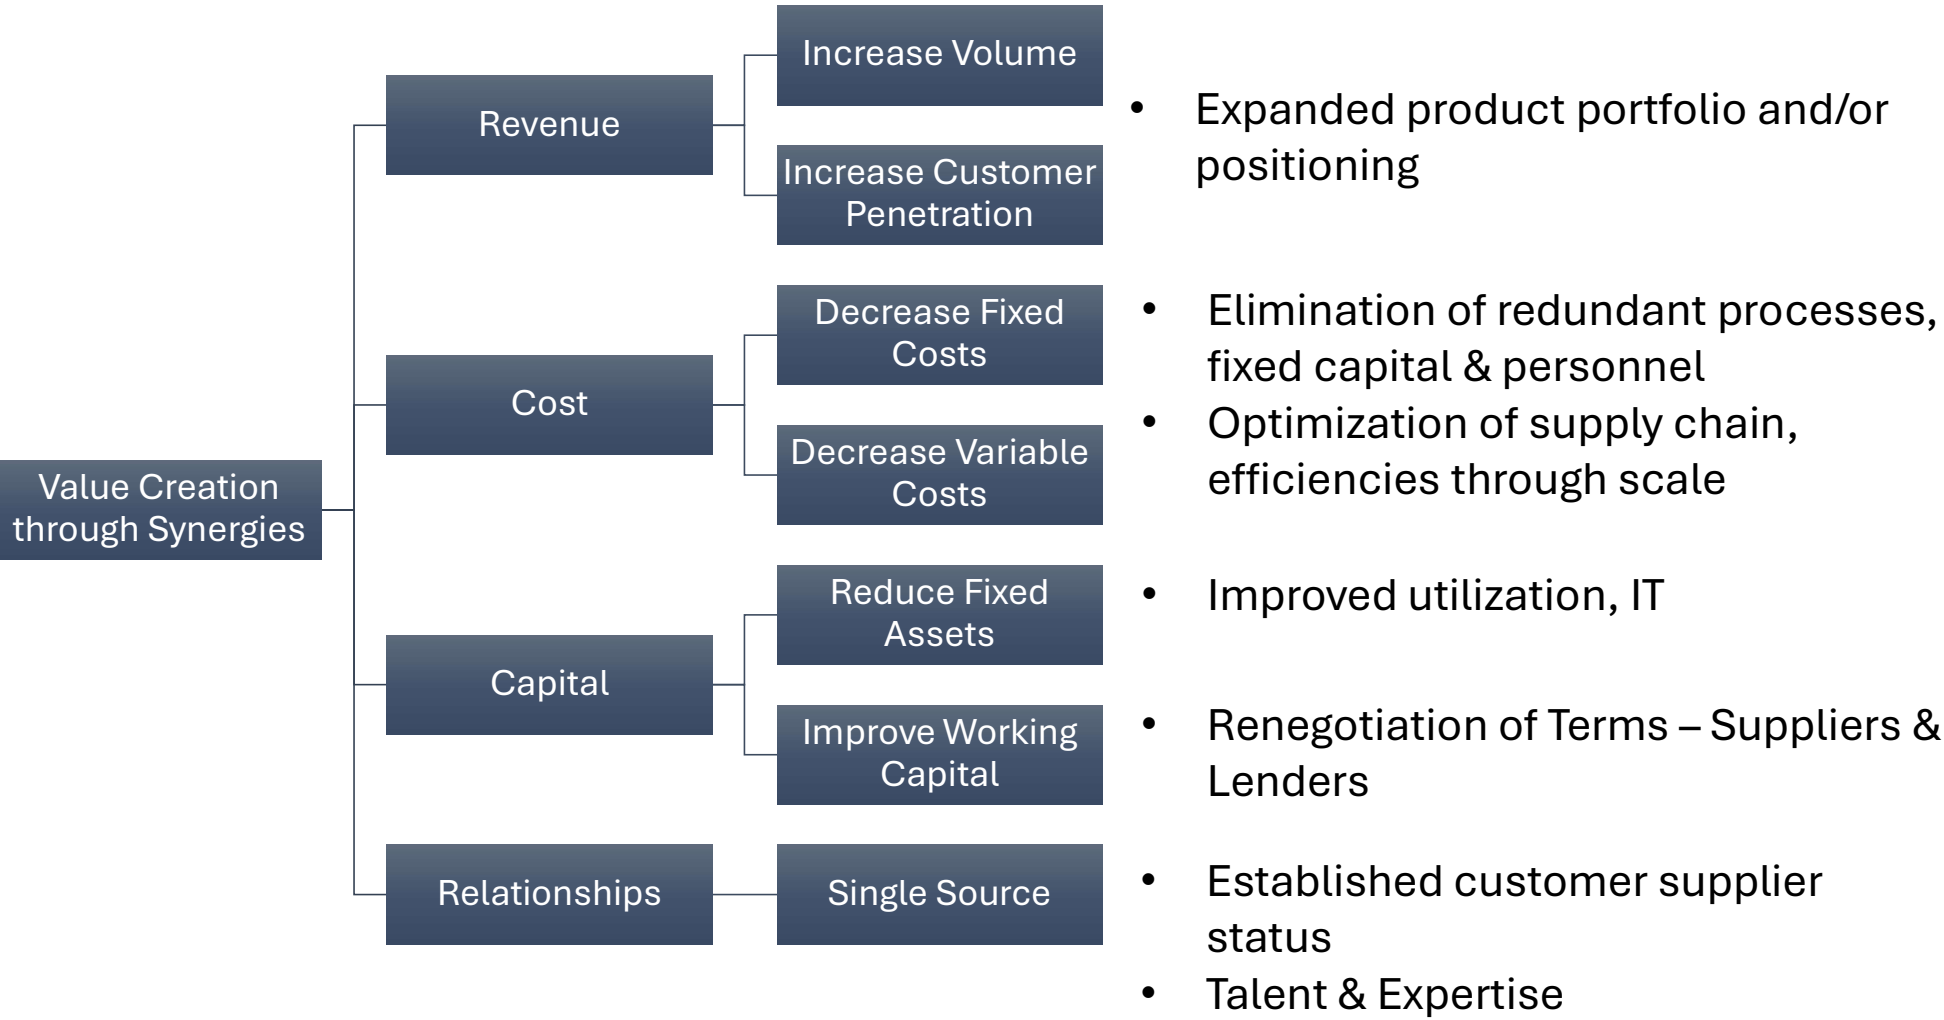 Value Creation
through Synergies
Revenue
Increase Volume
Increase Customer
Penetration
• Expanded product portfolio and/or
positioning
Cost
Decrease Fixed
Costs
Decrease Variable
Costs
• Elimination of redundant processes,
fixed capital & personnel
• Optimization of supply chain,
efficiencies through scale
Capital
Reduce Fixed
Assets
• Improved utilization, IT
Improve Working
Capital
• Renegotiation of Terms – Suppliers &
Lenders
Relationships
Single Source
• Established customer supplier
status
• Talent & Expertise